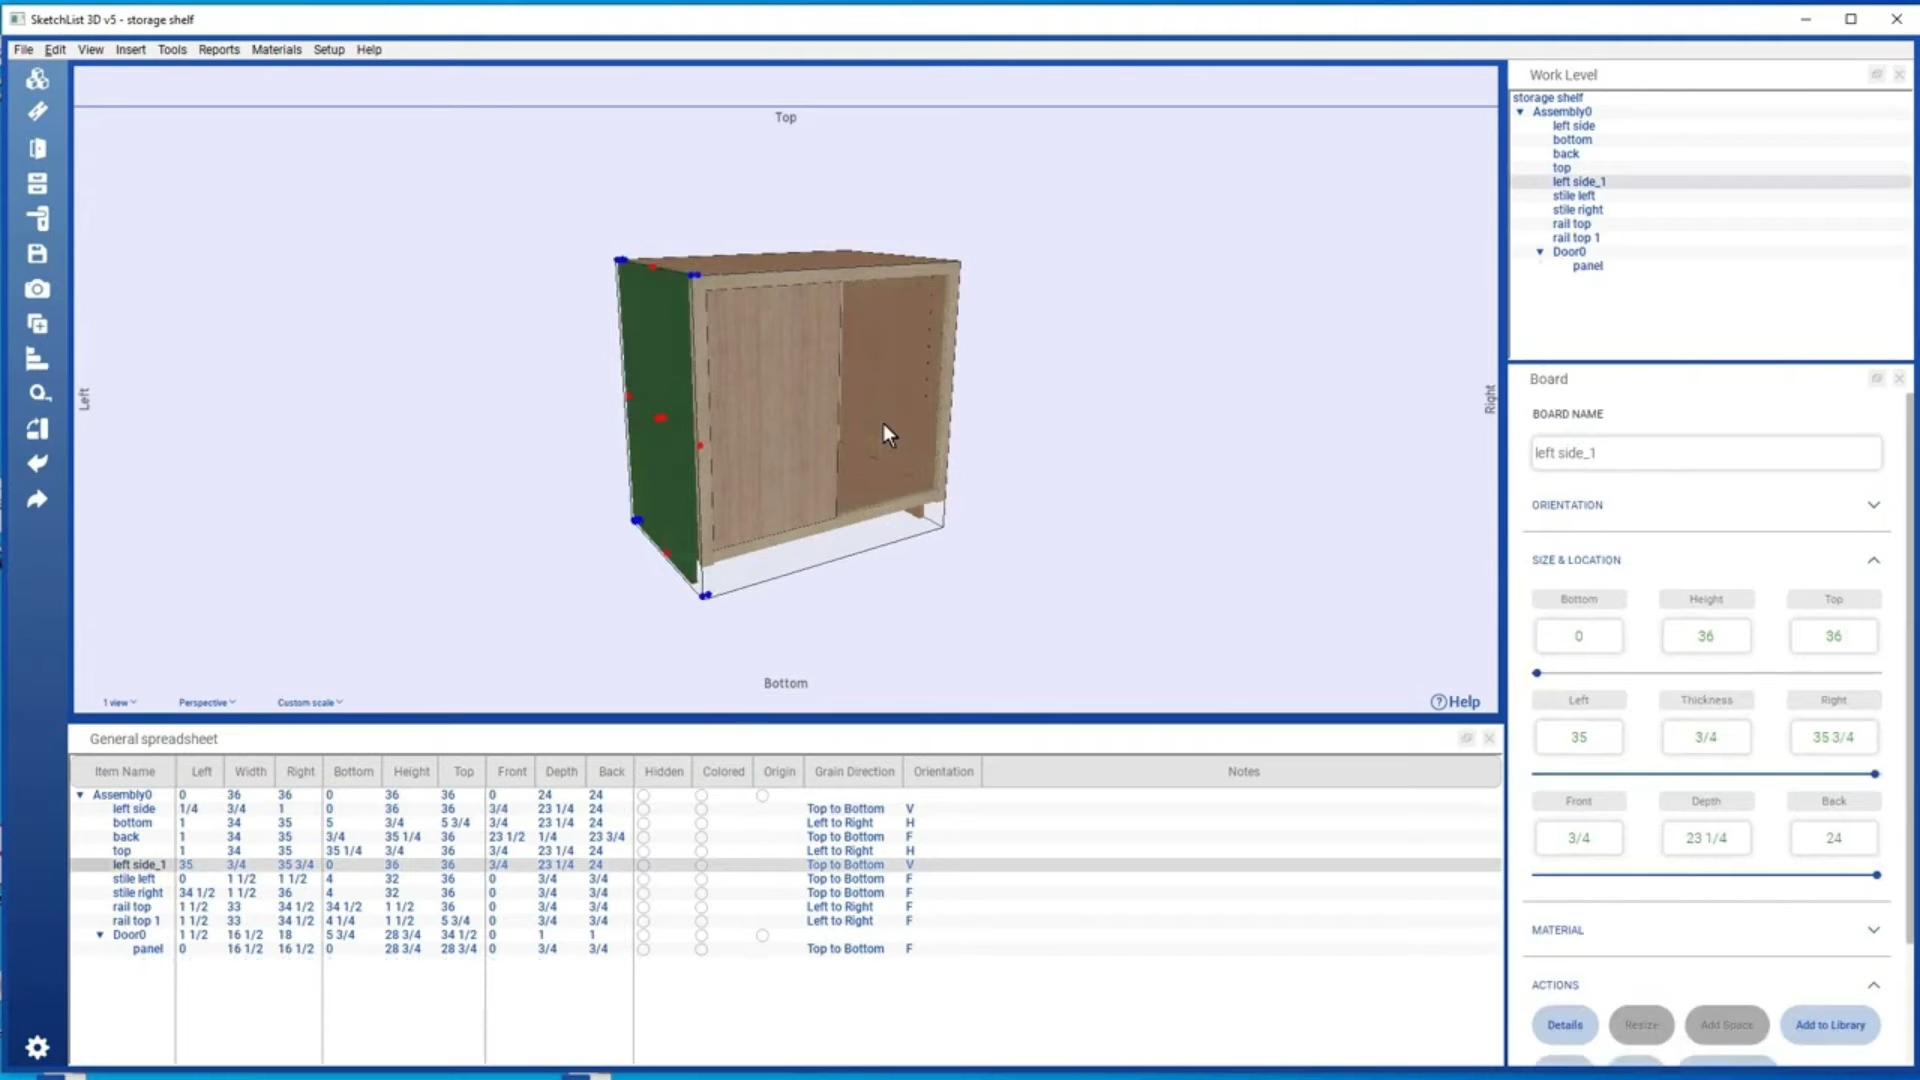 SketchList 3D v5 - storage shelf
File Edit View Insert Tools Reports Materials Setup Help
Top
Left
Right
Bottom
1 view
Perspective
Custom scale
Help
Work Level
storage shelf
Assembly0
left side
bottom
back
top
left side_1
stile left
stile right
rail top
rail top 1
Door0
panel
Board
BOARD NAME
left side_1
ORIENTATION
SIZE & LOCATION
Bottom Height Top
0 36 36
Left Thickness Right
35 3/4 35 3/4
Front Depth Back
3/4 23 1/4 24
MATERIAL
ACTIONS
Details Resize Add Space Add to Library
General spreadsheet
Item Name Left Width Right Bottom Height Top Front Depth Back Hidden Colored Origin Grain Direction Orientation Notes
Assembly0 0 36 36 0 36 36 0 24 24
left side 1/4 3/4 1 0 36 36 3/4 23 1/4 24 Top to Bottom V
bottom 1 34 35 5 3/4 5 3/4 3/4 23 1/4 24 Left to Right H
back 1 34 35 3/4 35 1/4 36 23 1/2 1/4 23 3/4 Top to Bottom F
top 1 34 35 35 1/4 3/4 36 3/4 23 1/4 24 Left to Right H
left side_1 35 3/4 35 3/4 0 36 36 3/4 23 1/4 24 Top to Bottom V
stile left 0 1 1/2 1 1/2 4 32 36 0 3/4 3/4 Top to Bottom F
stile right 34 1/2 1 1/2 36 4 32 36 0 3/4 3/4 Top to Bottom F
rail top 1 1/2 33 34 1/2 34 1/2 1 1/2 36 0 3/4 3/4 Left to Right F
rail top 1 1 1/2 33 34 1/2 4 1/4 1 1/2 5 3/4 0 3/4 3/4 Left to Right F
Door0 1 1/2 16 1/2 18 5 3/4 28 3/4 34 1/2 0 1 1
panel 0 16 1/2 16 1/2 0 28 3/4 28 3/4 0 3/4 3/4 Top to Bottom F